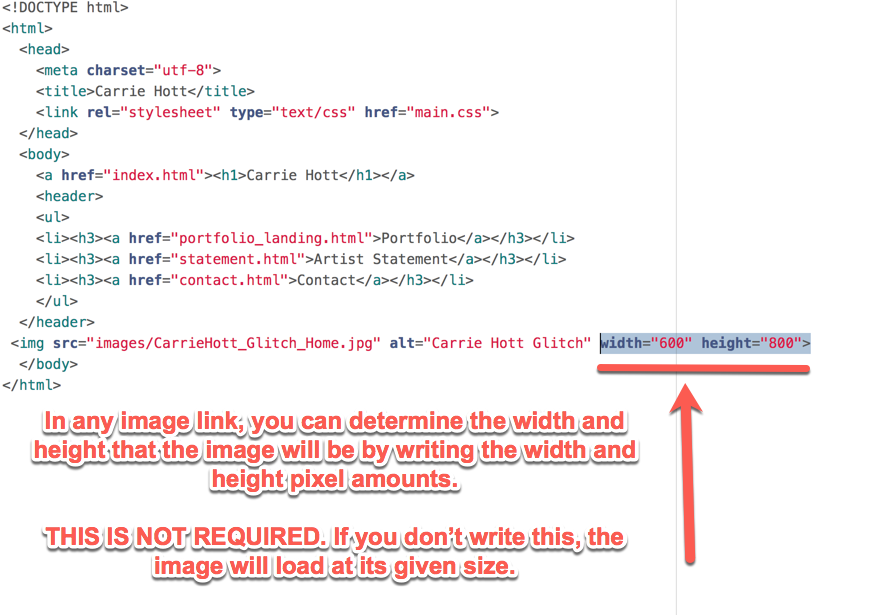 <!DOCTYPE html>
<html>
<head>
<meta charset="utf-8">
<title>Carrie Hott</title>
<link rel="stylesheet" type="text/css" href="main.css">
</head>
<body>
<a href="index.html"><h1>Carrie Hott</h1></a>
<header>
<ul>
<li><h3><a href="portfolio_landing.html">Portfolio</a></h3></li>
<li><h3><a href="statement.html">Artist Statement</a></h3></li>
<li><h3><a href="contact.html">Contact</a></h3></li>
</ul>
</header>
<img src="images/CarrieHott_Glitch_Home.jpg" alt="Carrie Hott Glitch" width="600" height="800">
</body>
</html>
In any image link, you can determine the width and
height that the image will be by writing the width and
height pixel amounts.
THIS IS NOT REQUIRED. If you don't write this, the
image will load at its given size.